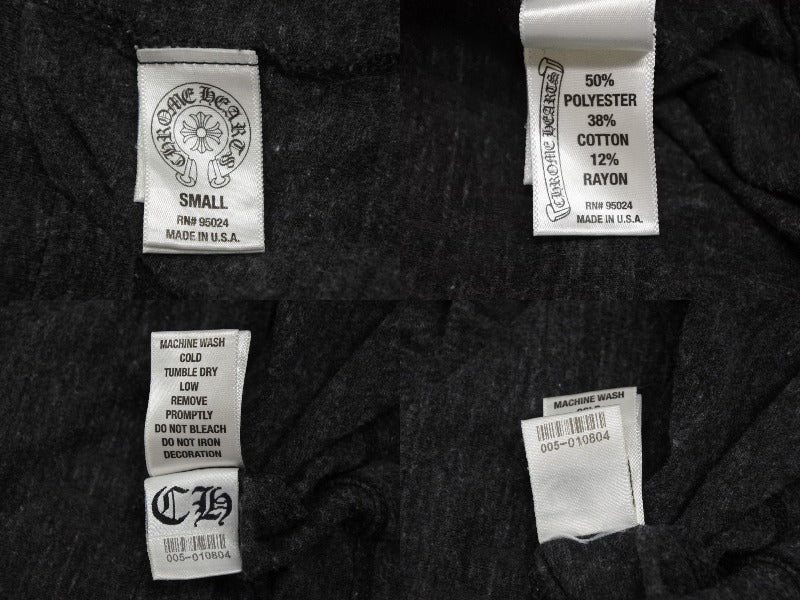 CHROME HEARTS
SMALL
RN# 95024
MADE IN U.S.A.
CHROME HEARTS
50%
POLYESTER
38%
COTTON
12%
RAYON
RN# 95024
MADE IN U.S.A.
MACHINE WASH
COLD
TUMBLE DRY
LOW
REMOVE
PROMPTLY
DO NOT BLEACH
DO NOT IRON
DECORATION
CH
005-010804
MACHINE WASH
005-010804